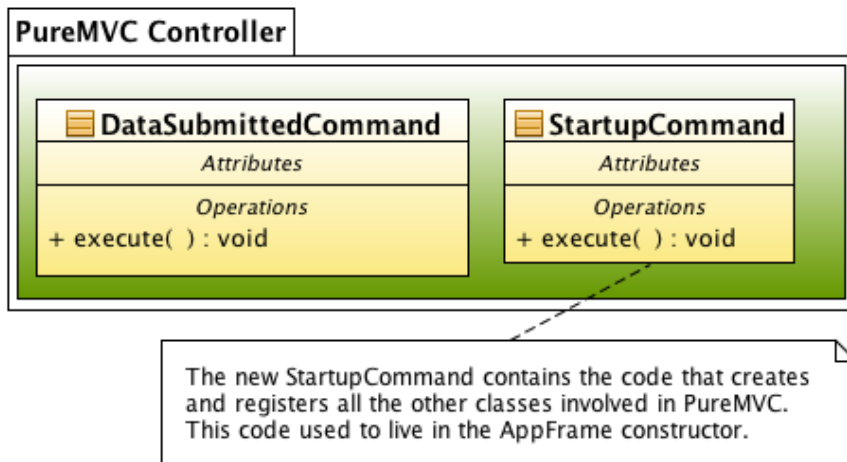 PureMVC Controller
DataSubmittedCommand
Attributes
Operations
+ execute( ) : void
StartupCommand
Attributes
Operations
+ execute( ) : void
The new StartupCommand contains the code that creates
and registers all the other classes involved in PureMVC.
This code used to live in the AppFrame constructor.